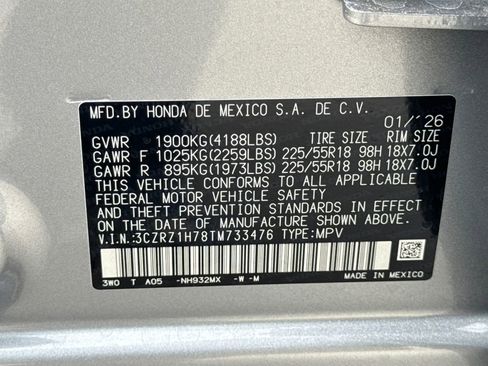 MFD.BY HONDA DE MEXICO S.A. DE C.V. 01/'26
GVWR 1900KG(4188LBS) TIRE SIZE RIM SIZE
GAWR F 1025KG(2259LBS) 225/55R18 98H 18X7.0J
GAWR R 895KG(1973LBS) 225/55R18 98H 18X7.0J
THIS VEHICLE CONFORMS TO ALL APPLICABLE
FEDERAL MOTOR VEHICLE SAFETY AND
THEFT PREVENTION STANDARDS IN EFFECT ON
THE DATE OF MANUFACTURE SHOWN ABOVE.
V.I.N.:3CZRZ1H78TM733476 TYPE:MPV
3W0 T A05 -NH932MX -W -M MADE IN MEXICO